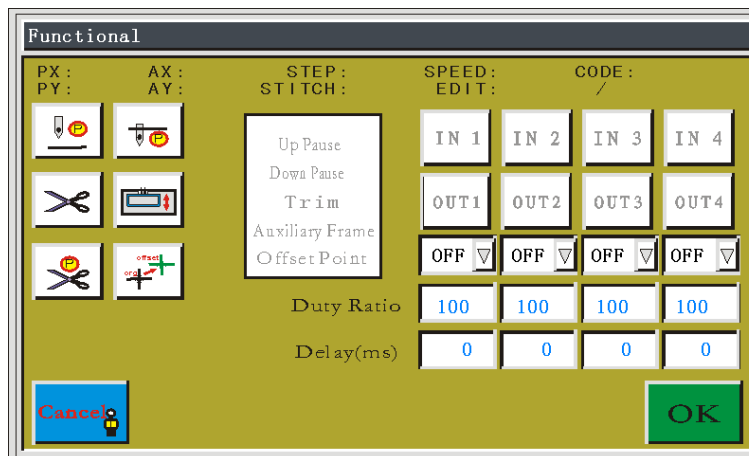 Functional
PX: AX: STEP: SPEED: CODE:
PY: AY: STITCH: EDIT: /
P P
Up Pause
Down Pause
Trim
Auxiliary Frame
Offset Point
IN 1 IN 2 IN 3 IN 4
OUT1 OUT2 OUT3 OUT4
P
offset
org
OFF OFF OFF OFF
Duty Ratio 100 100 100 100
Delay(ms) 0 0 0 0
Cancel OK